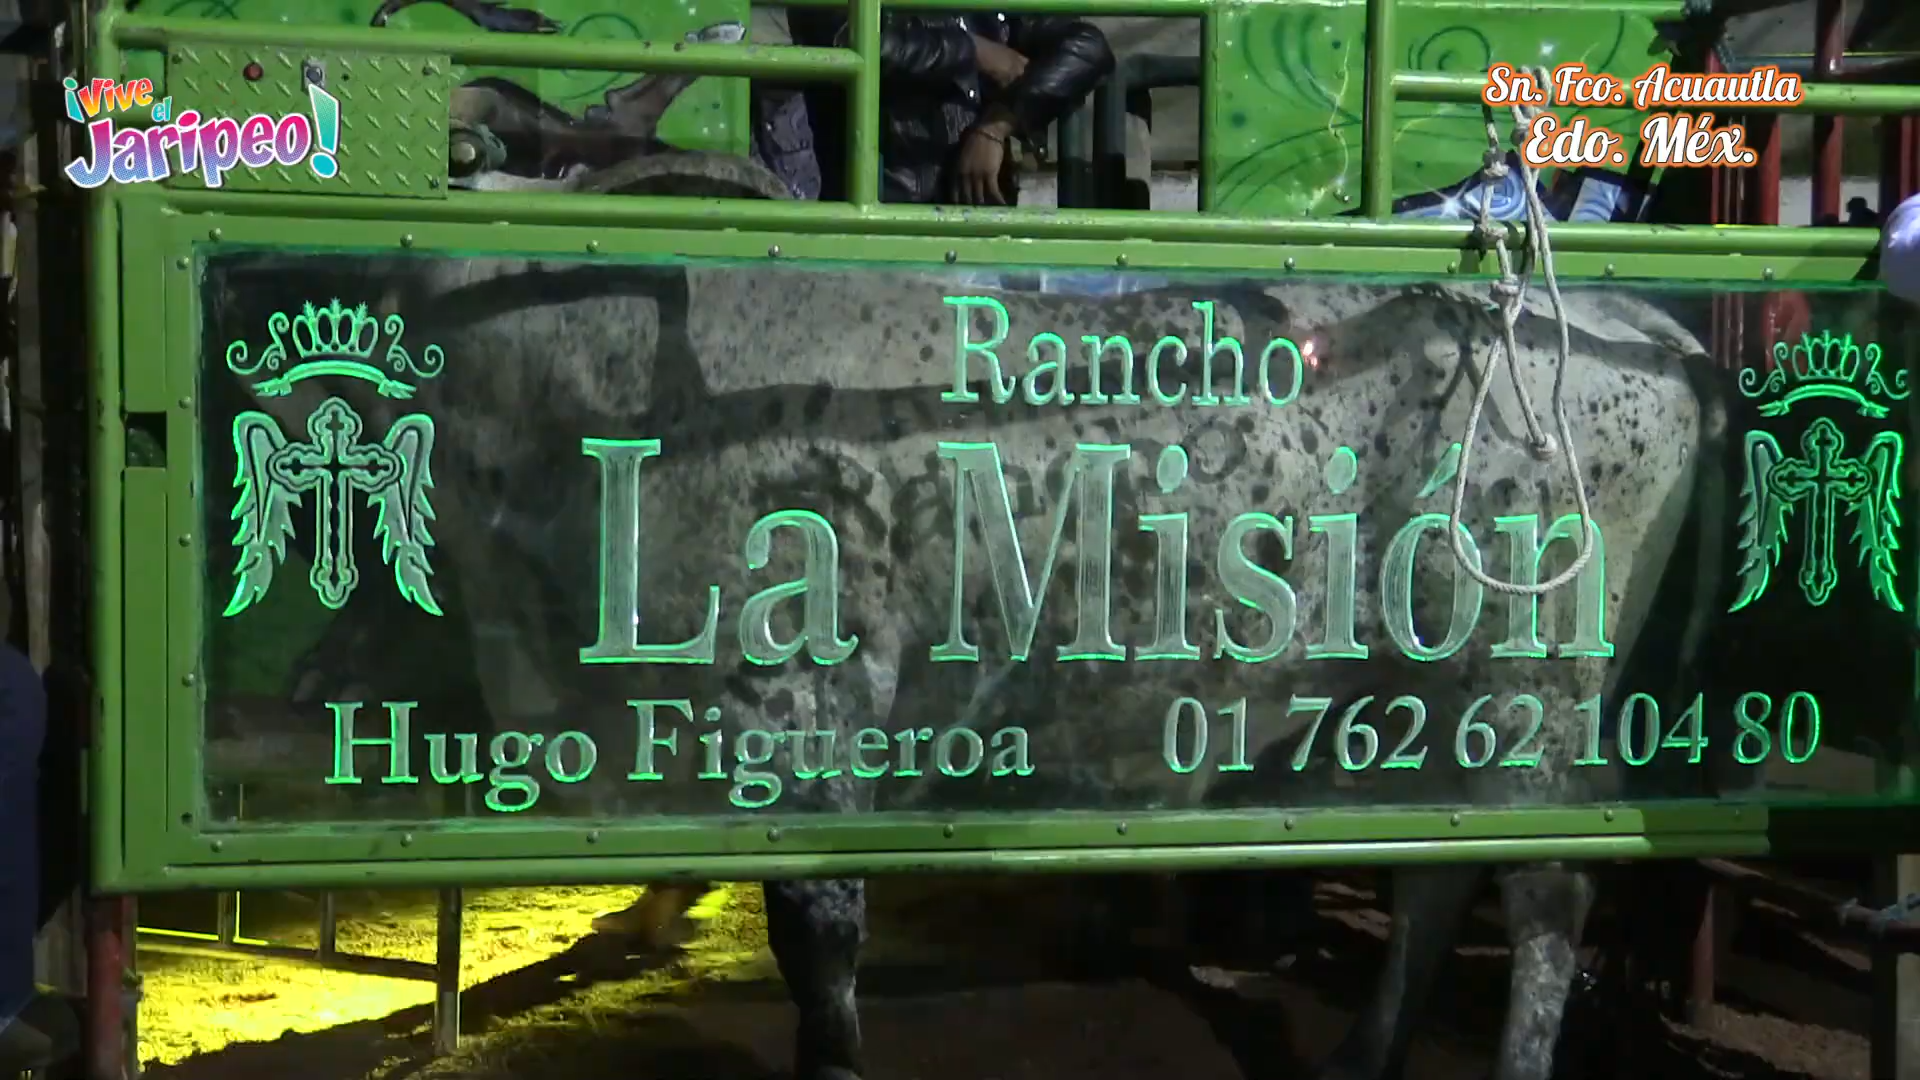 ¡Vive
el
Jaripeo!
Sn. Fco. Acuautla
Edo. Méx.
Rancho
La Misión
Hugo Figueroa 01 762 62 104 80